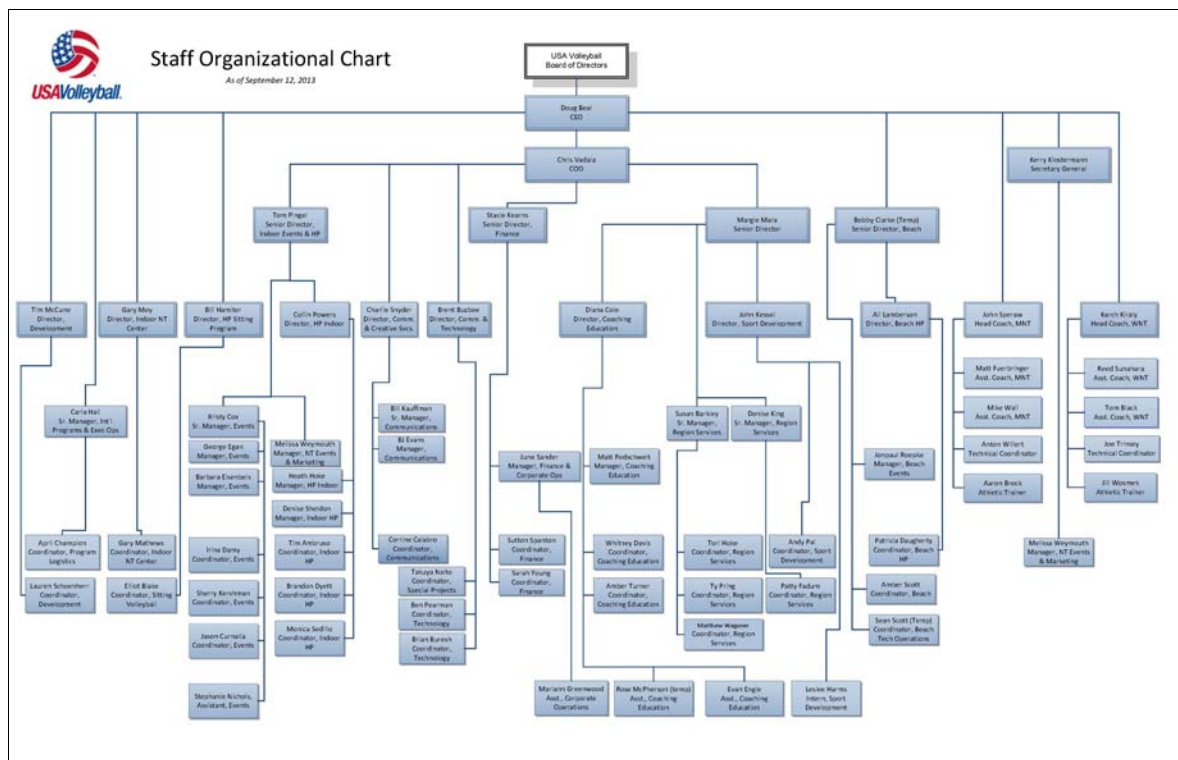 USAVolleyball.
Staff Organizational Chart
As of September 12, 2013
USA Volleyball
Board of Directors
Doug Beal
CEO
Chris Vadala
COO
Kerry Klostermann
Secretary General
Tom Pingel
Senior Director,
Indoor Events & HP
Stacie Kearns
Senior Director,
Finance
Margie Mara
Senior Director
Bobby Clarke (Temp)
Senior Director, Beach
Tim McCune
Director,
Development
Gary Moy
Director, Indoor NT
Center
Bill Hamiter
Director, HP Sitting
Program
Collin Powers
Director, HP Indoor
Charlie Snyder
Director, Comm.
& Creative Svcs.
Brent Buzbee
Director, Comm. &
Technology
Diana Cole
Director, Coaching
Education
John Kessel
Director, Sport Development
Ali Lamberson
Director, Beach HP
John Speraw
Head Coach, MNT
Karch Kiraly
Head Coach, WNT
Carla Hall
Sr. Manager, Int'l
Programs & Exec Ops
Kristy Cox
Sr. Manager, Events
George Egan
Manager, Events
Barbara Eisenbers
Manager, Events
Melissa Weymouth
Manager, NT Events
& Marketing
Heath Hoke
Manager, HP Indoor
Denise Sheldon
Manager, Indoor HP
Bill Kauffman
Sr. Manager,
Communications
BJ Evans
Manager,
Communications
June Sander
Manager, Finance &
Corporate Ops
Matt Podschweit
Manager, Coaching
Education
Susan Barkley
Sr. Manager,
Region Services
Denise King
Sr. Manager, Region
Services
Jonpaul Roepke
Manager, Beach
Events
Matt Fuerbringer
Asst. Coach, MNT
Mike Wall
Asst. Coach, MNT
Anton Willert
Technical Coordinator
Aaron Brock
Athletic Trainer
Reed Sunahara
Asst. Coach, WNT
Tom Black
Asst. Coach, WNT
Joe Trinsey
Technical Coordinator
Jill Wosmek
Athletic Trainer
April Champion
Coordinator, Program
Logistics
Gary Mathews
Coordinator, Indoor
NT Center
Lauren Schoenherr
Coordinator,
Development
Elliot Blake
Coordinator, Sitting
Volleyball
Irina Damy
Coordinator, Events
Sherry Kershman
Coordinator, Events
Jason Curnalia
Coordinator, Events
Stephanie Nichols,
Assistant, Events
Tim Ambruso
Coordinator, Indoor
HP
Brandon Dyett
Coordinator, Indoor
HP
Monica Sedillo
Coordinator, Indoor
HP
Corrine Calabro
Coordinator,
Communications
Takuya Naito
Coordinator,
Special Projects
Ben Pearman
Coordinator,
Technology
Brian Buresh
Coordinator,
Technology
Sutton Spanton
Coordinator,
Finance
Sarah Young
Coordinator,
Finance
Whitney Davis
Coordinator,
Coaching Education
Amber Turner
Coordinator,
Coaching Education
Tori Hoke
Coordinator, Region
Services
Ty Pring
Coordinator, Region
Services
Matthew Wagner
Coordinator, Region
Services
Andy Pai
Coordinator, Sport
Development
Patty Fadum
Coordinator, Region
Services
Patricia Daugherty
Coordinator, Beach
HP
Amber Scott
Coordinator, Beach
Sean Scott (Temp)
Coordinator, Beach
Tech Operations
Melissa Weymouth
Manager, NT Events
& Marketing
Mariann Greenwood
Asst., Corporate
Operations
Rose McPherson (temp)
Asst., Coaching
Education
Evan Engle
Asst., Coaching
Education
Leslee Harms
Intern, Sport
Development